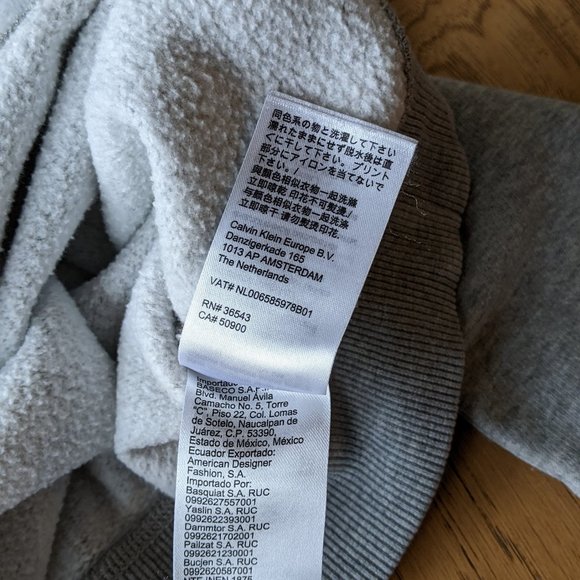 同色系の物と洗濯して下さい
濡れたままにせず脱水後は直
ぐに干して下さい。プリント
部分にアイロンを当てないで
下さい。/
與顏色相似衣物一起洗滌
立即晾乾 印花不可熨燙/
与颜色相似衣物一起洗涤
立即晾干 请勿熨烫印花
Calvin Klein Europe B.V.
Danzigerkade 165
1013 AP AMSTERDAM
The Netherlands
VAT# NL006585978B01
RN# 36543
CA# 50900
Importado
BASECO S.A.P.I.
Blvd. Manuel Ávila
Camacho No. 5, Torre
"C", Piso 22, Col. Lomas
de Sotelo, Naucalpan de
Juárez, C.P. 53390,
Estado de México, México
Ecuador Exportado:
American Designer
Fashion, S.A.
Importado Por:
Basquiat S.A. RUC
0992627557001
Yaslin S.A. RUC
0992622393001
Dammtor S.A. RUC
0992621702001
Pailzat S.A. RUC
0992621230001
Bucjen S.A. RUC
0992620587001
NTE INEN 1875